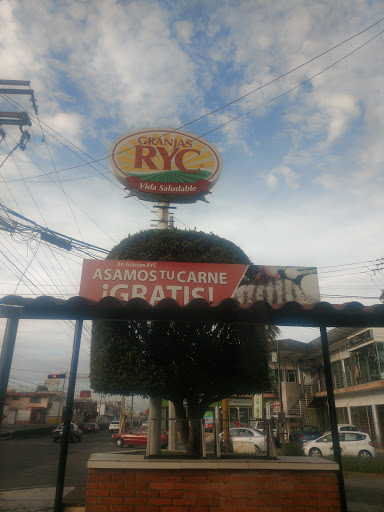 GRANJAS
RYC
Vida Saludable
En Granjas RYC
ASAMOS TU CARNE
¡GRATIS!